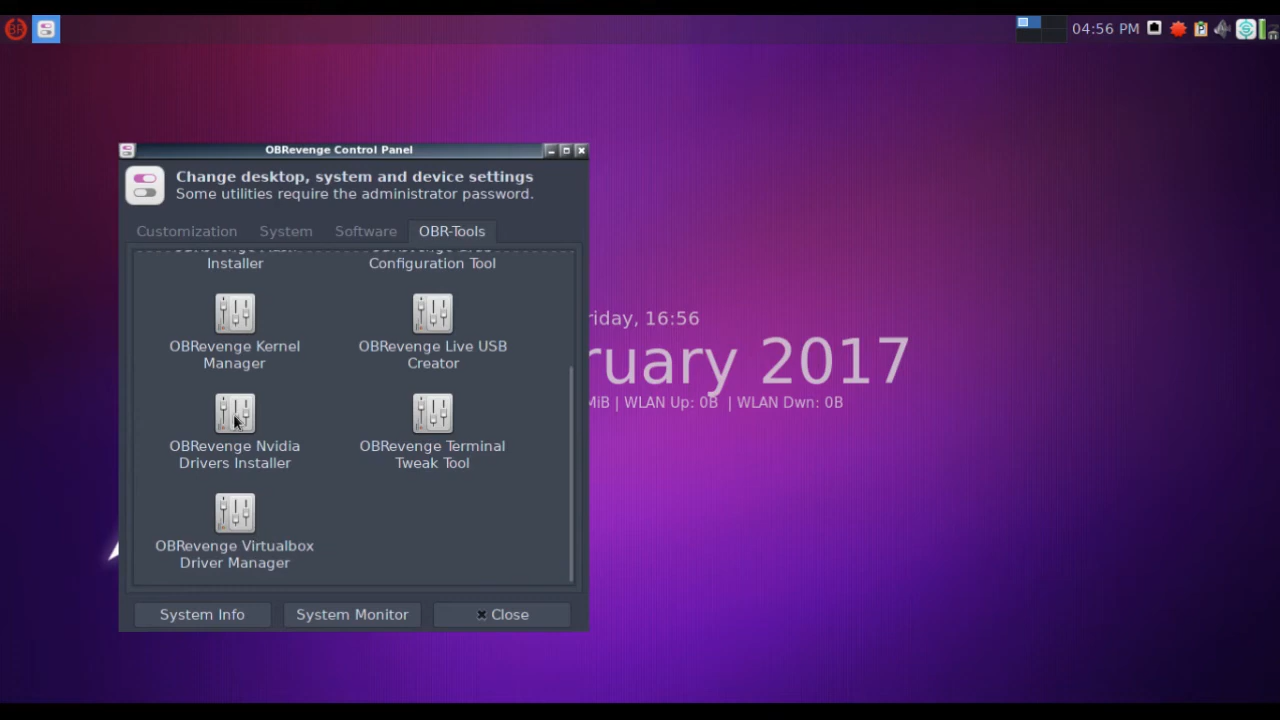 04:56 PM
OBRevenge Control Panel
Change desktop, system and device settings
Some utilities require the administrator password.
Customization System Software OBR-Tools
Installer
Configuration Tool
OBRevenge Kernel
Manager
OBRevenge Live USB
Creator
OBRevenge Nvidia
Drivers Installer
OBRevenge Terminal
Tweak Tool
OBRevenge Virtualbox
Driver Manager
System Info System Monitor Close
riday, 16:56
ruary 2017
MiB | WLAN Up: 0B | WLAN Dwn: 0B